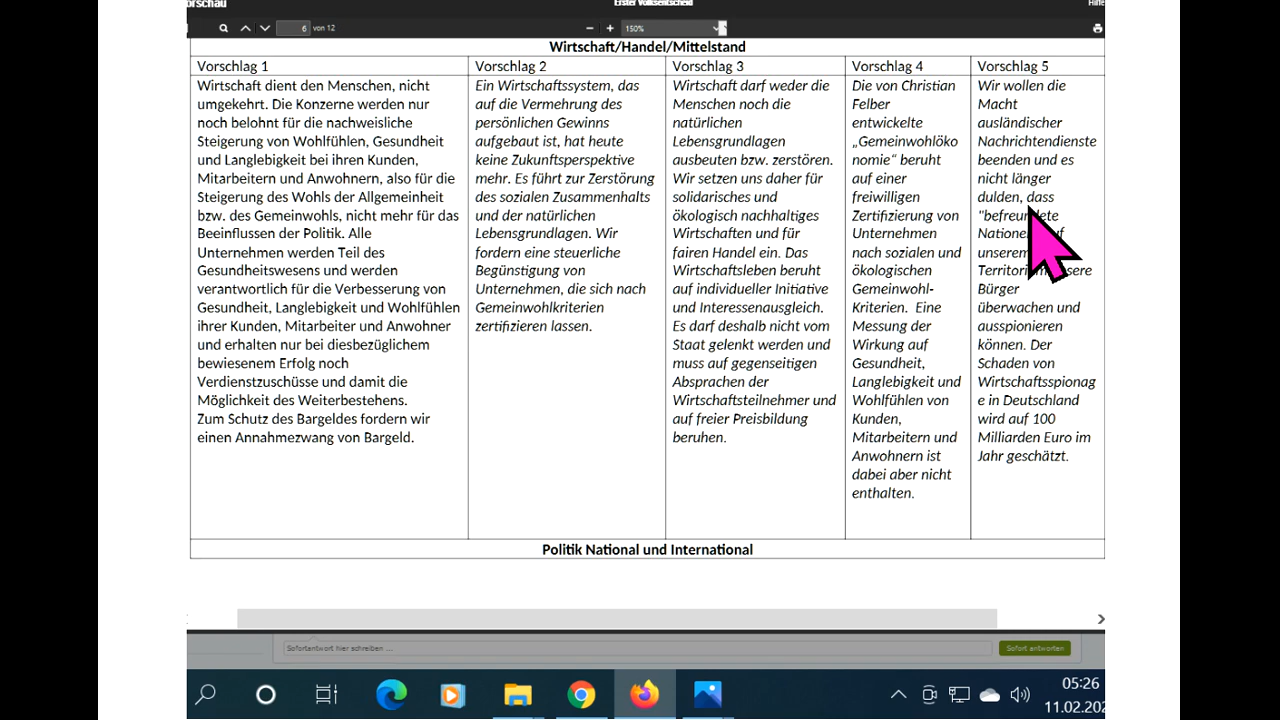 orschau
Erster Volksentscheid
Hilfe
6 von 12
150%
Wirtschaft/Handel/Mittelstand
Vorschlag 1
Wirtschaft dient den Menschen, nicht
umgekehrt. Die Konzerne werden nur
noch belohnt für die nachweisliche
Steigerung von Wohlfühlen, Gesundheit
und Langlebigkeit bei ihren Kunden,
Mitarbeitern und Anwohnern, also für die
Steigerung des Wohls der Allgemeinheit
bzw. des Gemeinwohls, nicht mehr für das
Beeinflussen der Politik. Alle
Unternehmen werden Teil des
Gesundheitswesens und werden
verantwortlich für die Verbesserung von
Gesundheit, Langlebigkeit und Wohlfühlen
ihrer Kunden, Mitarbeiter und Anwohner
und erhalten nur bei diesbezüglichem
bewiesenem Erfolg noch
Verdienstzuschüsse und damit die
Möglichkeit des Weiterbestehens.
Zum Schutz des Bargeldes fordern wir
einen Annahmezwang von Bargeld.
Vorschlag 2
Ein Wirtschaftssystem, das
auf die Vermehrung des
persönlichen Gewinns
aufgebaut ist, hat heute
keine Zukunftsperspektive
mehr. Es führt zur Zerstörung
des sozialen Zusammenhalts
und der natürlichen
Lebensgrundlagen. Wir
fordern eine steuerliche
Begünstigung von
Unternehmen, die sich nach
Gemeinwohlkriterien
zertifizieren lassen.
Vorschlag 3
Wirtschaft darf weder die
Menschen noch die
natürlichen
Lebensgrundlagen
ausbeuten bzw. zerstören.
Wir setzen uns daher für
solidarisches und
ökologisch nachhaltiges
Wirtschaften und für
fairen Handel ein. Das
Wirtschaftsleben beruht
auf individueller Initiative
und Interessenausgleich.
Es darf deshalb nicht vom
Staat gelenkt werden und
muss auf gegenseitigen
Absprachen der
Wirtschaftsteilnehmer und
auf freier Preisbildung
beruhen.
Vorschlag 4
Die von Christian
Felber
entwickelte
„Gemeinwohlöko
nomie“ beruht
auf einer
freiwilligen
Zertifizierung von
Unternehmen
nach sozialen und
ökologischen
Gemeinwohl-
Kriterien. Eine
Messung der
Wirkung auf
Gesundheit,
Langlebigkeit und
Wohlfühlen von
Kunden,
Mitarbeitern und
Anwohnern ist
dabei aber nicht
enthalten.
Vorschlag 5
Wir wollen die
Macht
ausländischer
Nachrichtendienste
beenden und es
nicht länger
dulden, dass
"befreundete
Nationen auf
unserem
Territorium unsere
Bürger
überwachen und
ausspionieren
können. Der
Schaden von
Wirtschaftsspionag
e in Deutschland
wird auf 100
Milliarden Euro im
Jahr geschätzt.
Politik National und International
Sofortantwort hier schreiben ....
Sofort antworten
05:26
11.02.202